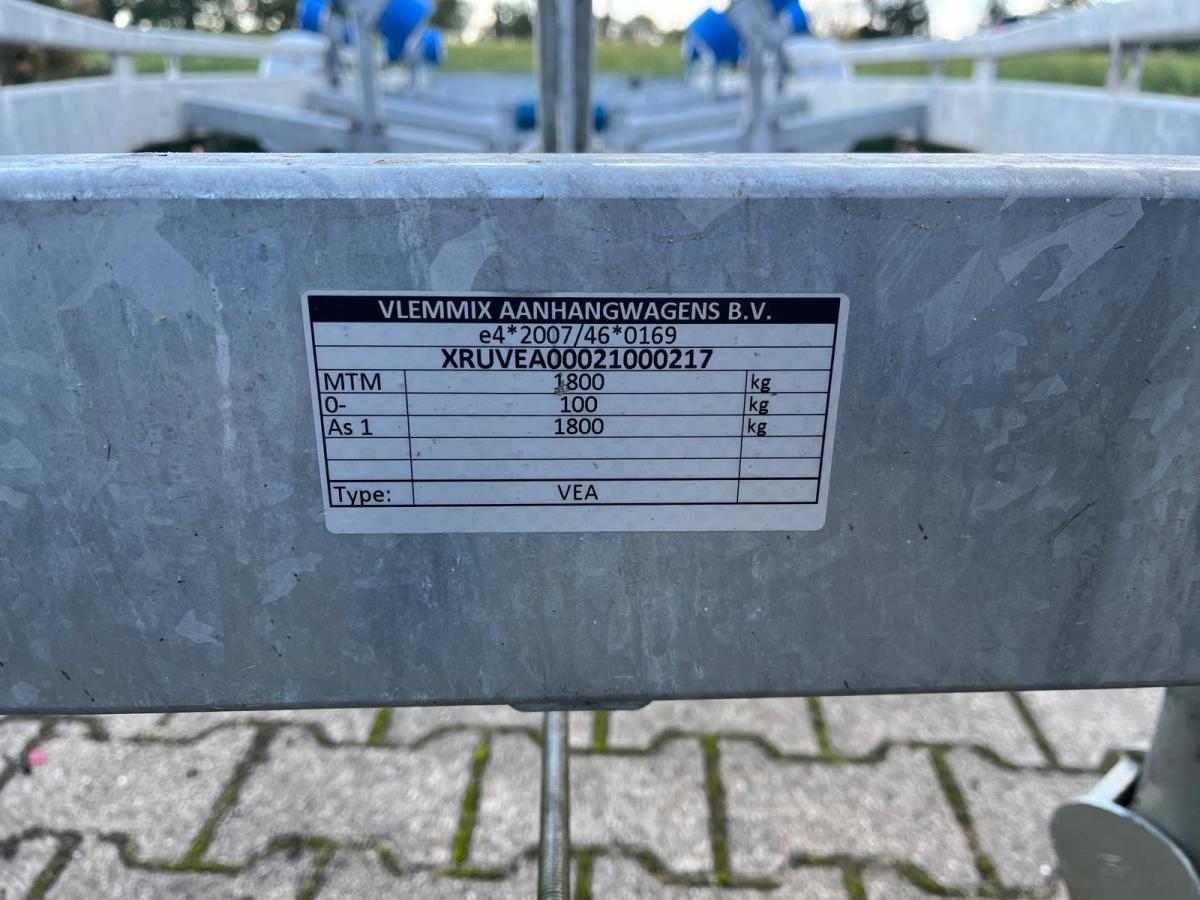 VLEMMIX AANHANGWAGENS B.V.
e4*2007/46*0169
XRUVEA00021000217
MTM 1800 kg
0- 100 kg
As 1 1800 kg
Type: VEA